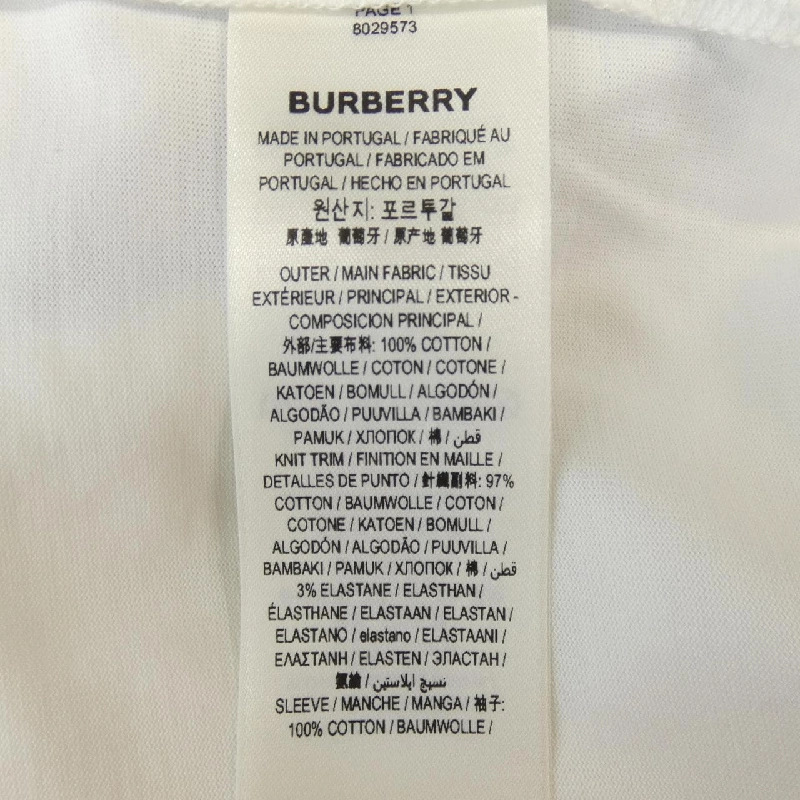 PAGE 1
8029573
BURBERRY
MADE IN PORTUGAL / FABRIQUÉ AU
PORTUGAL / FABRICADO EM
PORTUGAL / HECHO EN PORTUGAL
원산지: 포르투갈
原產地 葡萄牙 / 原产地 葡萄牙
OUTER / MAIN FABRIC / TISSU
EXTÉRIEUR / PRINCIPAL / EXTERIOR -
COMPOSICION PRINCIPAL /
外部/主要布料: 100% COTTON /
BAUMWOLLE / COTON / COTONE /
KATOEN / BOMULL / ALGODÓN /
ALGODÃO / PUUVILLA / BAMBAKI /
PAMUK / ХЛОПОК / 棉 / قطن
KNIT TRIM / FINITION EN MAILLE /
DETALLES DE PUNTO / 針織副料: 97%
COTTON / BAUMWOLLE / COTON /
COTONE / KATOEN / BOMULL /
ALGODÓN / ALGODÃO / PUUVILLA /
BAMBAKI / PAMUK / ХЛОПОК / 棉 / قطن
3% ELASTANE / ELASTHAN /
ÉLASTHANE / ELASTAAN / ELASTAN /
ELASTANO / elastano / ELASTAANI /
ΕΛΑΣΤΑΝΗ / ELASTEN / ЭЛАСТАН /
氨綸 / نسيج ايلاستين
SLEEVE / MANCHE / MANGA / 袖子:
100% COTTON / BAUMWOLLE /